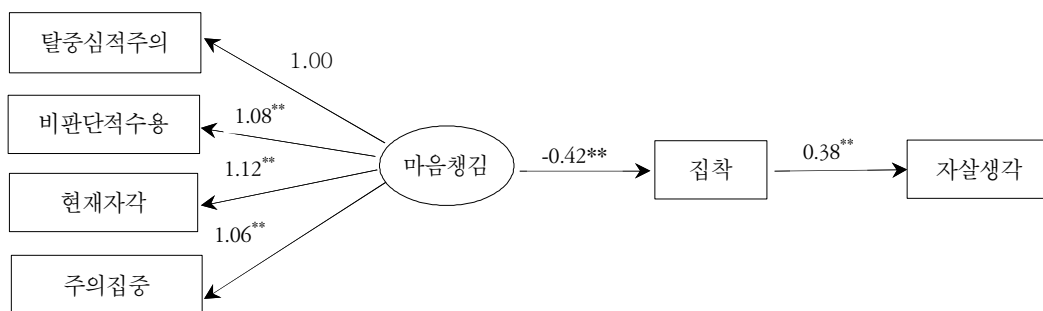 탈중심적주의
1.00
비판단적수용
1.08**
마음챙김
-0.42**
집착
0.38**
자살생각
1.12**
현재자각
1.06**
주의집중